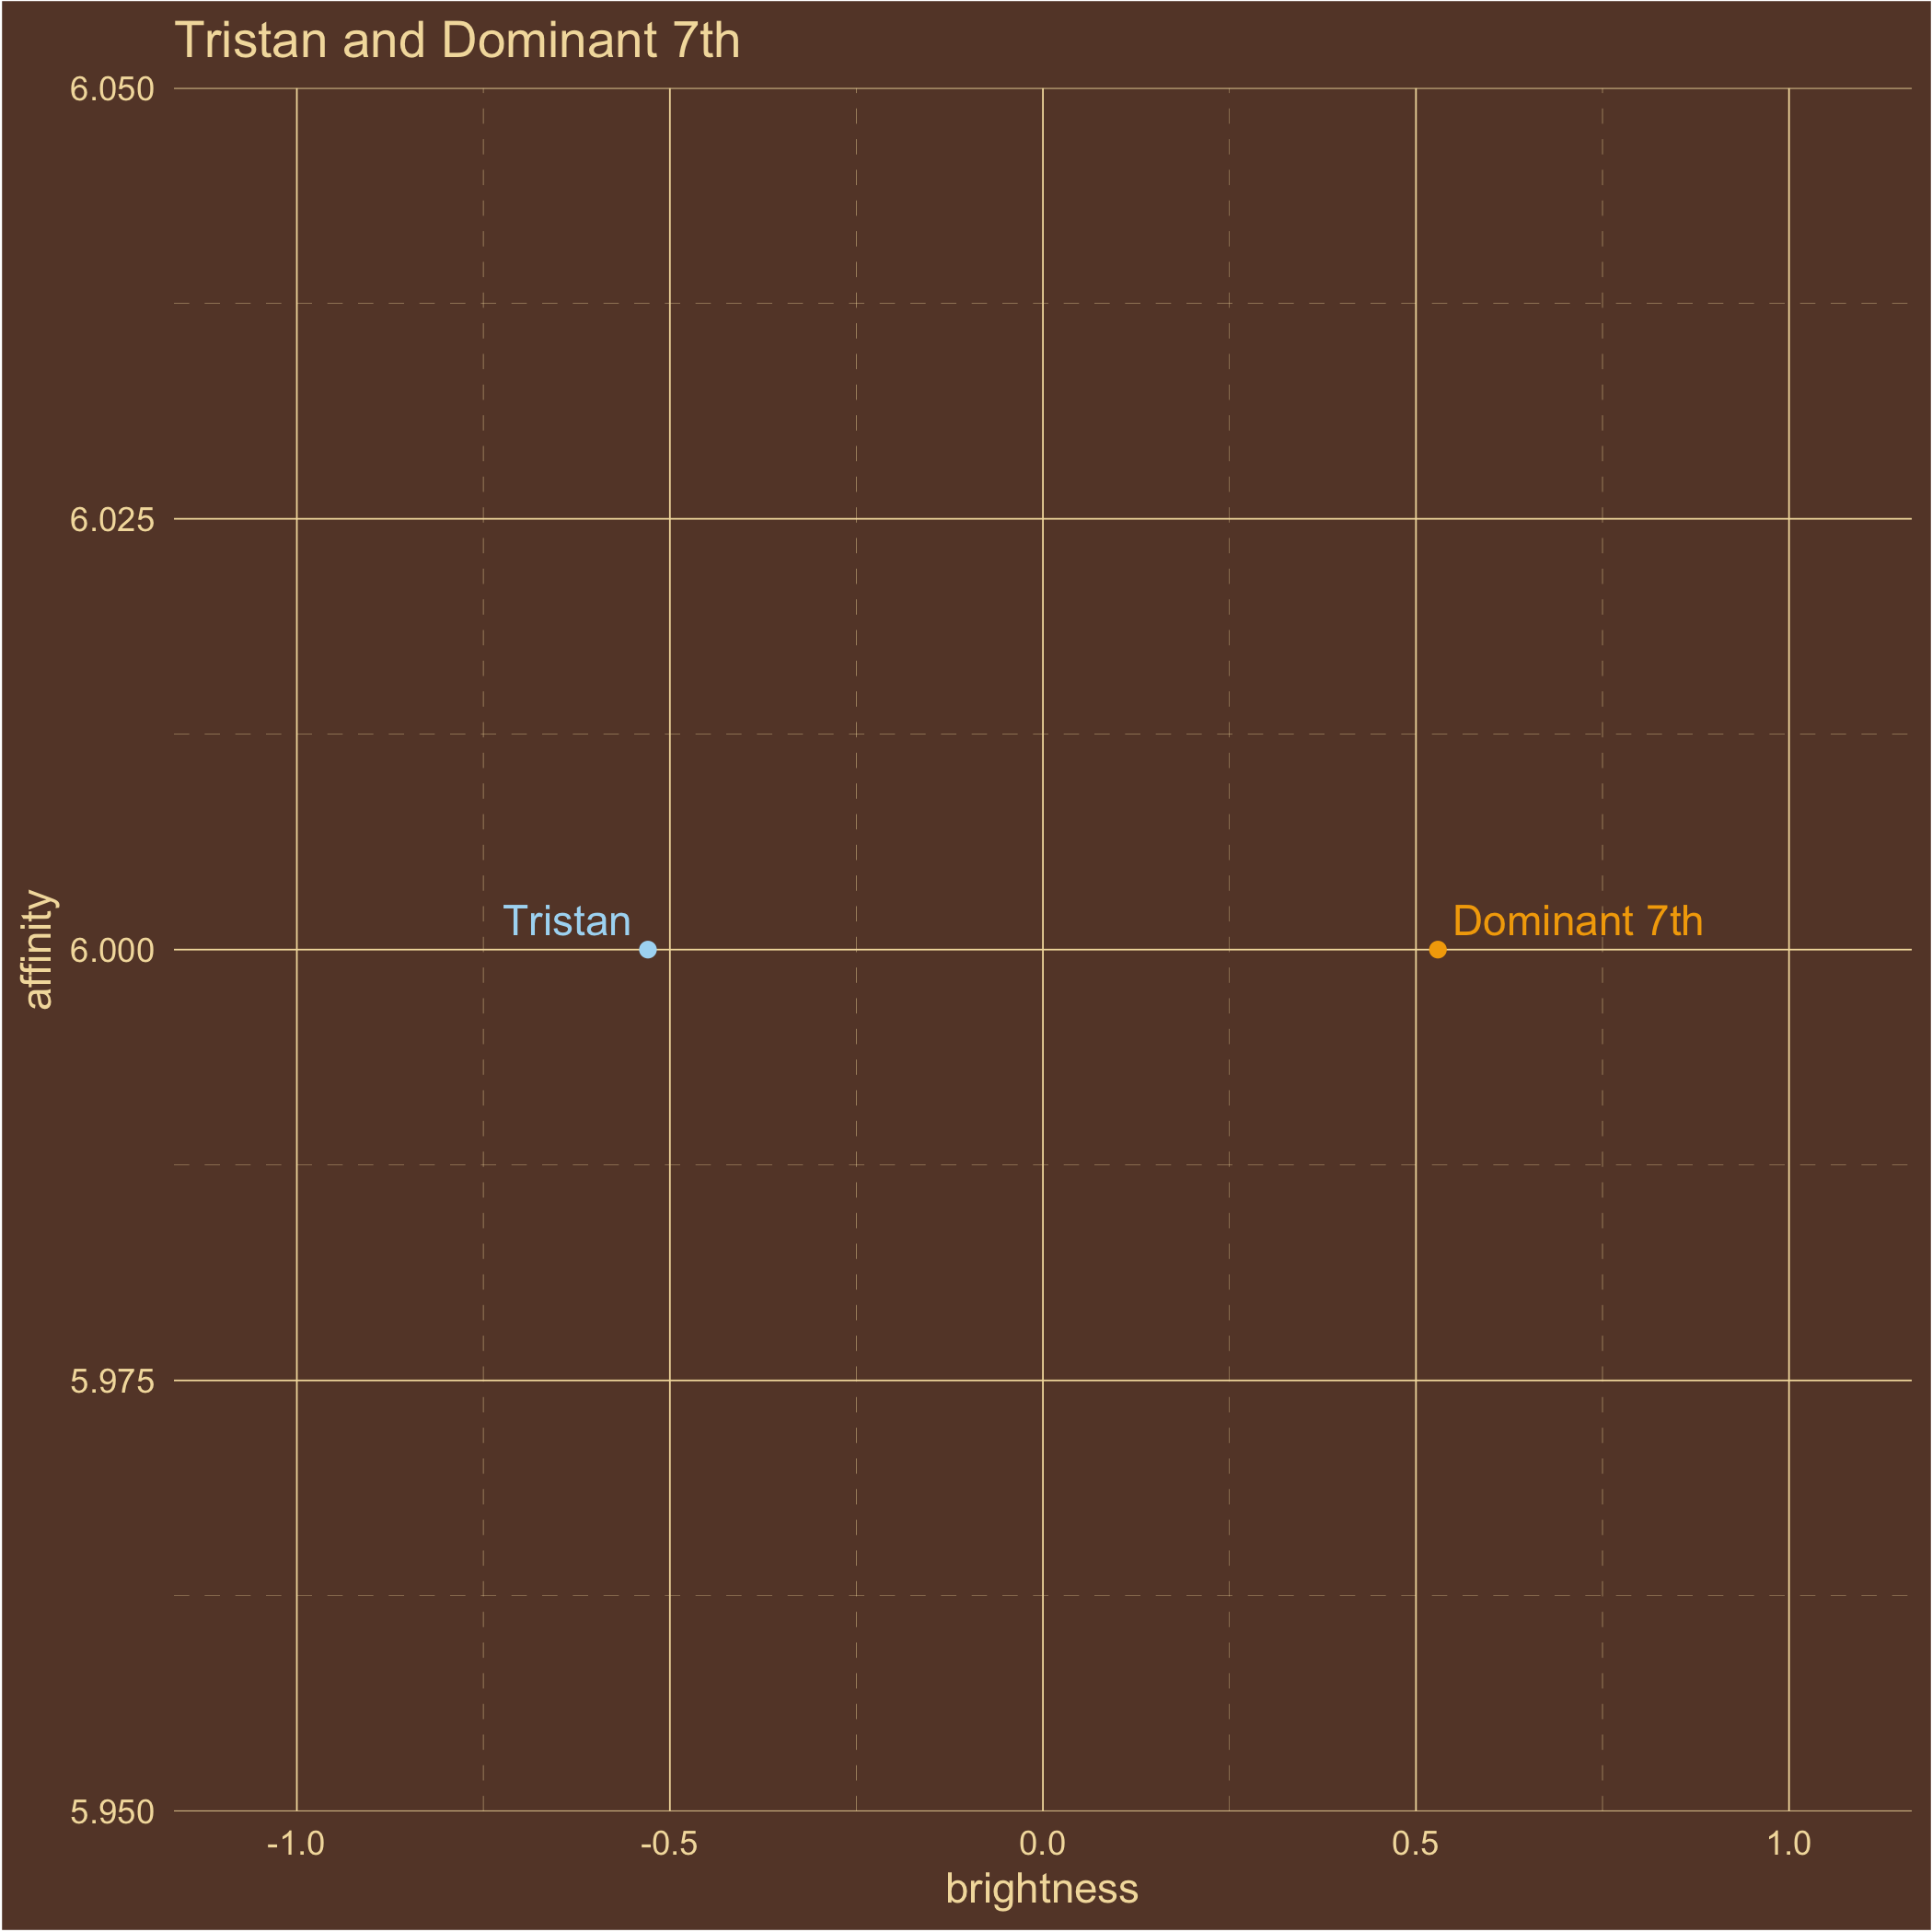 Tristan and Dominant 7th
6.050
6.025
6.000
5.975
5.950
affinity
Tristan
Dominant 7th
-1.0
-0.5
0.0
0.5
1.0
brightness